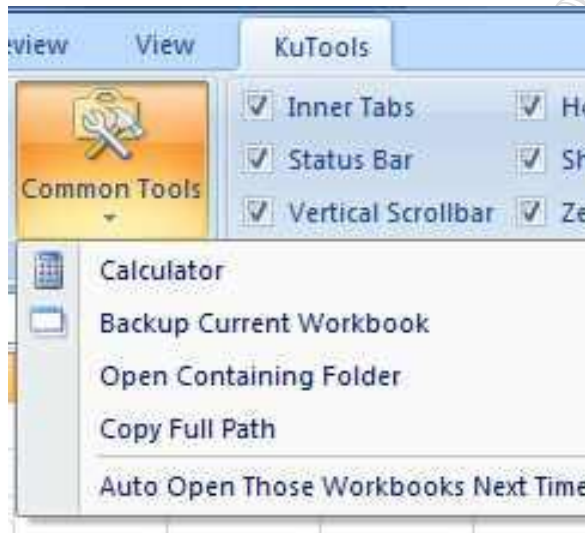 View KuTools
Common Tools
Inner Tabs
Status Bar
Vertical Scrollbar
Calculator
Backup Current Workbook
Open Containing Folder
Copy Full Path
Auto Open Those Workbooks Next Time